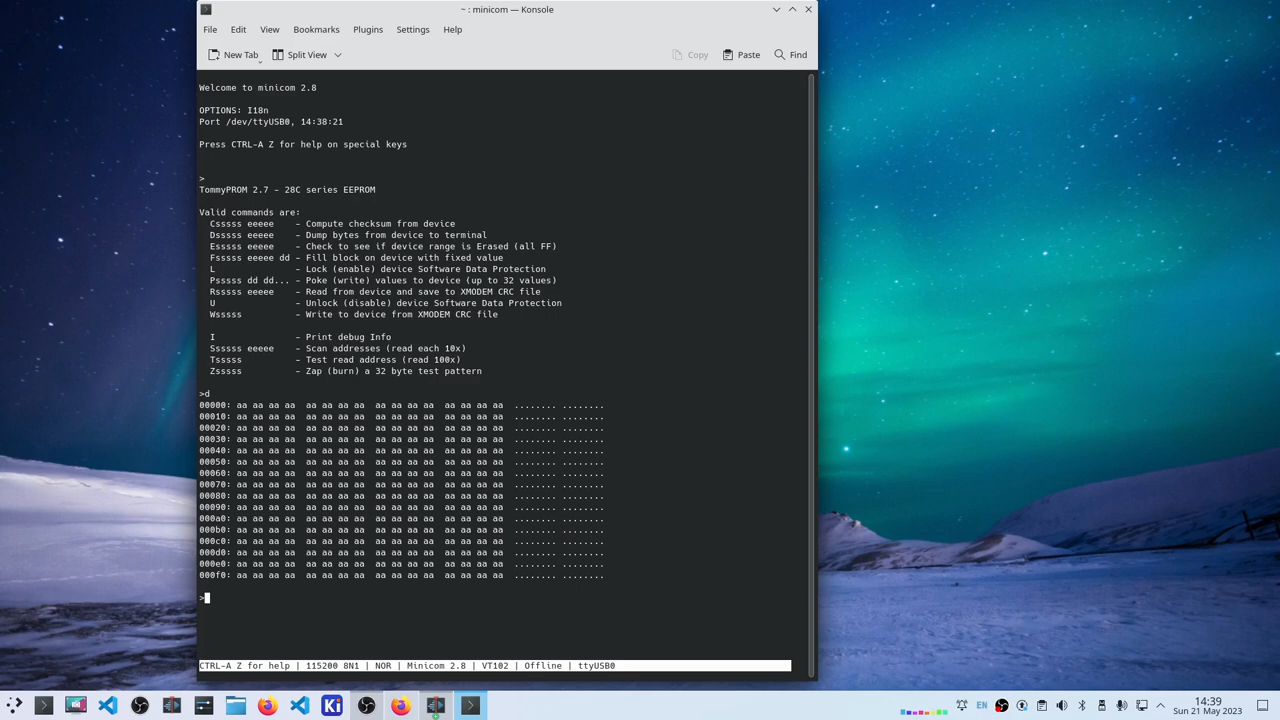 ~ : minicom — Konsole
File Edit View Bookmarks Plugins Settings Help
New Tab Split View Copy Paste Find
Welcome to minicom 2.8
OPTIONS: I18n
Port /dev/ttyUSB0, 14:38:21
Press CTRL-A Z for help on special keys
>
TommyPROM 2.7 - 28C series EEPROM
Valid commands are:
Csssss eeeee - Compute checksum from device
Dsssss eeeee - Dump bytes from device to terminal
Esssss eeeee - Check to see if device range is Erased (all FF)
Fsssss eeeee dd - Fill block on device with fixed value
L - Lock (enable) device Software Data Protection
Psssss dd dd... - Poke (write) values to device (up to 32 values)
Rsssss eeeee - Read from device and save to XMODEM CRC file
U - Unlock (disable) device Software Data Protection
Wsssss - Write to device from XMODEM CRC file
I - Print debug Info
Ssssss eeeee - Scan addresses (read each 10x)
Tsssss - Test read address (read 100x)
Zsssss - Zap (burn) a 32 byte test pattern
>d
00000: aa aa aa aa aa aa aa aa aa aa aa aa aa aa aa aa ........ ........
00010: aa aa aa aa aa aa aa aa aa aa aa aa aa aa aa aa ........ ........
00020: aa aa aa aa aa aa aa aa aa aa aa aa aa aa aa aa ........ ........
00030: aa aa aa aa aa aa aa aa aa aa aa aa aa aa aa aa ........ ........
00040: aa aa aa aa aa aa aa aa aa aa aa aa aa aa aa aa ........ ........
00050: aa aa aa aa aa aa aa aa aa aa aa aa aa aa aa aa ........ ........
00060: aa aa aa aa aa aa aa aa aa aa aa aa aa aa aa aa ........ ........
00070: aa aa aa aa aa aa aa aa aa aa aa aa aa aa aa aa ........ ........
00080: aa aa aa aa aa aa aa aa aa aa aa aa aa aa aa aa ........ ........
00090: aa aa aa aa aa aa aa aa aa aa aa aa aa aa aa aa ........ ........
000a0: aa aa aa aa aa aa aa aa aa aa aa aa aa aa aa aa ........ ........
000b0: aa aa aa aa aa aa aa aa aa aa aa aa aa aa aa aa ........ ........
000c0: aa aa aa aa aa aa aa aa aa aa aa aa aa aa aa aa ........ ........
000d0: aa aa aa aa aa aa aa aa aa aa aa aa aa aa aa aa ........ ........
000e0: aa aa aa aa aa aa aa aa aa aa aa aa aa aa aa aa ........ ........
000f0: aa aa aa aa aa aa aa aa aa aa aa aa aa aa aa aa ........ ........
>
CTRL-A Z for help | 115200 8N1 | NOR | Minicom 2.8 | VT102 | Offline | ttyUSB0
Ki
EN
14:39
Sun 21 May 2023